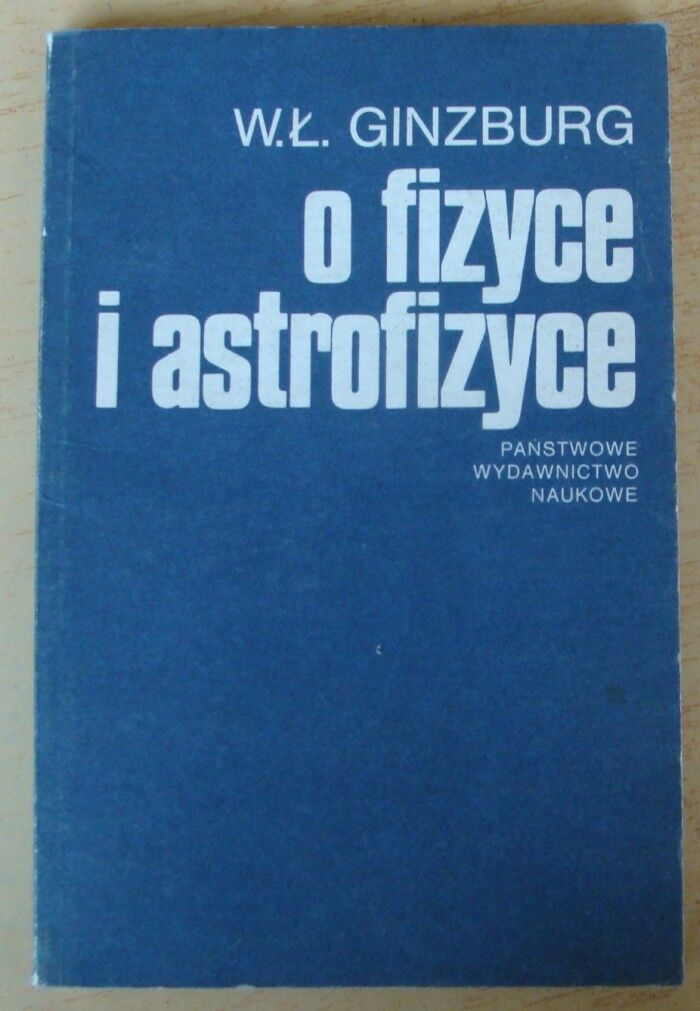 W.Ł. GINZBURG
o fizyce
i astrofizyce
PAŃSTWOWE
WYDAWNICTWO
NAUKOWE